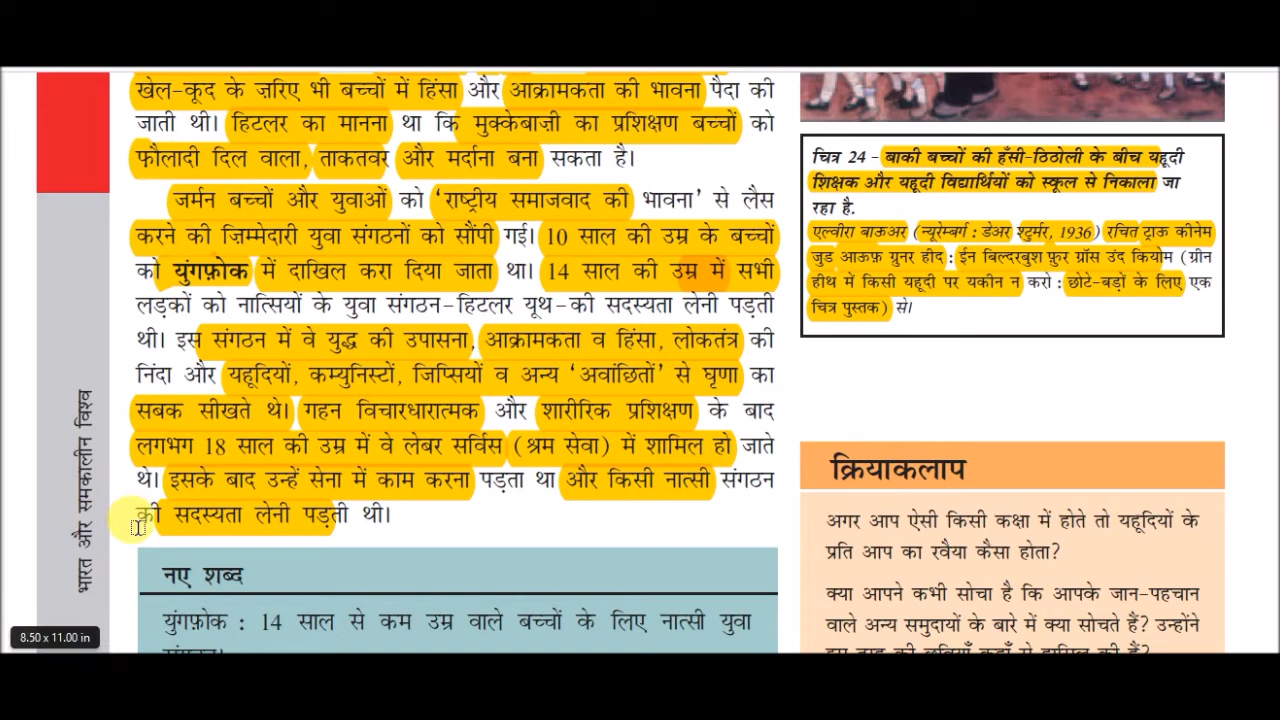 खेल-कूद के ज़रिए भी बच्चों में हिंसा और आक्रामकता की भावना पैदा की
जाती थी। हिटलर का मानना था कि मुक्केबाज़ी का प्रशिक्षण बच्चों को
फौलादी दिल वाला, ताकतवर और मर्दाना बना सकता है।
जर्मन बच्चों और युवाओं को ‘राष्ट्रीय समाजवाद की भावना’ से लैस
करने की ज़िम्मेदारी युवा संगठनों को सौंपी गई। 10 साल की उम्र के बच्चों
को युंगफ़ोक में दाखिल करा दिया जाता था। 14 साल की उम्र में सभी
लड़कों को नात्सियों के युवा संगठन-हिटलर यूथ-की सदस्यता लेनी पड़ती
थी। इस संगठन में वे युद्ध की उपासना, आक्रामकता व हिंसा, लोकतंत्र की
निंदा और यहूदियों, कम्युनिस्टों, जिप्सियों व अन्य ‘अवांछितों’ से घृणा का
सबक सीखते थे। गहन विचारधारात्मक और शारीरिक प्रशिक्षण के बाद
लगभग 18 साल की उम्र में वे लेबर सर्विस (श्रम सेवा) में शामिल हो जाते
थे। इसके बाद उन्हें सेना में काम करना पड़ता था और किसी नात्सी संगठन
की सदस्यता लेनी पड़ती थी।
नए शब्द
युंगफ़ोक : 14 साल से कम उम्र वाले बच्चों के लिए नात्सी युवा
संगठन।
भारत और समकालीन विश्व
8.50 x 11.00 in
चित्र 24 - बाकी बच्चों की हँसी-ठिठोली के बीच यहूदी
शिक्षक और यहूदी विद्यार्थियों को स्कूल से निकाला जा
रहा है.
एल्वीरा बाऊअर (न्यूरेम्बर्ग : डेअर श्टुर्मर, 1936) रचित ट्राऊ कीनेम
जुड आऊफ़ ग्रुनर हीद : ईन बिल्दरबुश फ़ुर ग्रॉस उंद कियोम (ग्रीन
हीथ में किसी यहूदी पर यकीन न करो : छोटे-बड़ों के लिए एक
चित्र पुस्तक) से।
क्रियाकलाप
अगर आप ऐसी किसी कक्षा में होते तो यहूदियों के
प्रति आप का रवैया कैसा होता?
क्या आपने कभी सोचा है कि आपके जान-पहचान
वाले अन्य समुदायों के बारे में क्या सोचते हैं? उन्होंने
इस तरह की छवियाँ कहाँ से हासिल की हैं?